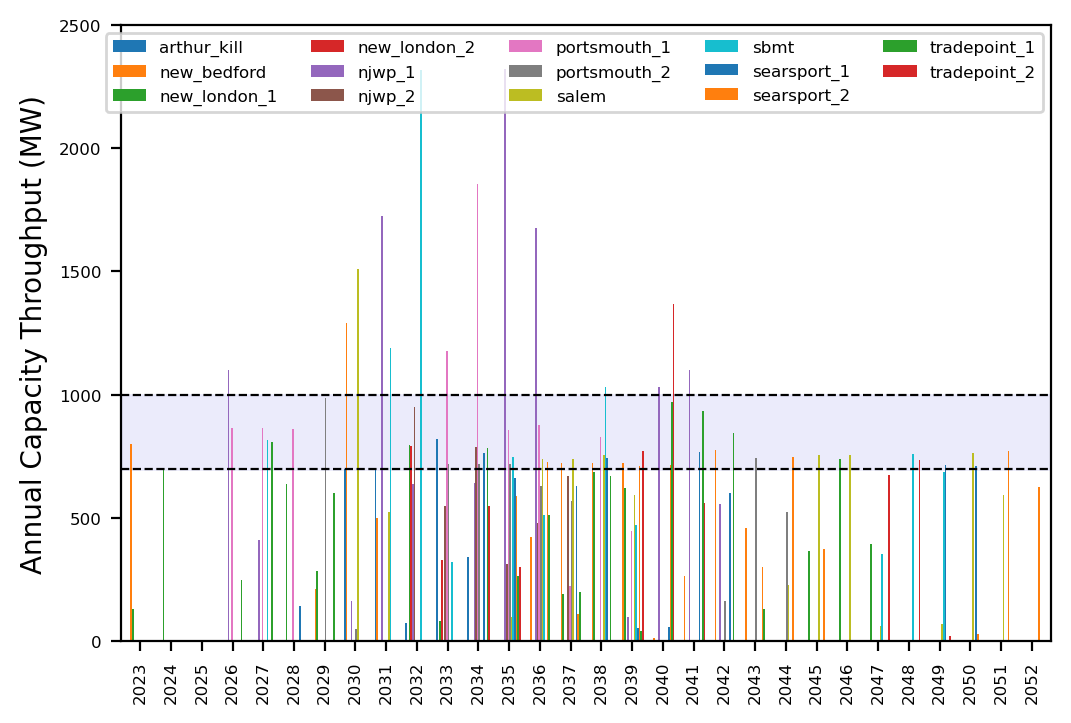 2500
2000
1500
1000
500
0
Annual Capacity Throughput (MW)
arthur_kill
new_bedford
new_london_1
new_london_2
njwp_1
njwp_2
portsmouth_1
portsmouth_2
salem
sbmt
searsport_1
searsport_2
tradepoint_1
tradepoint_2
2023
2024
2025
2026
2027
2028
2029
2030
2031
2032
2033
2034
2035
2036
2037
2038
2039
2040
2041
2042
2043
2044
2045
2046
2047
2048
2049
2050
2051
2052